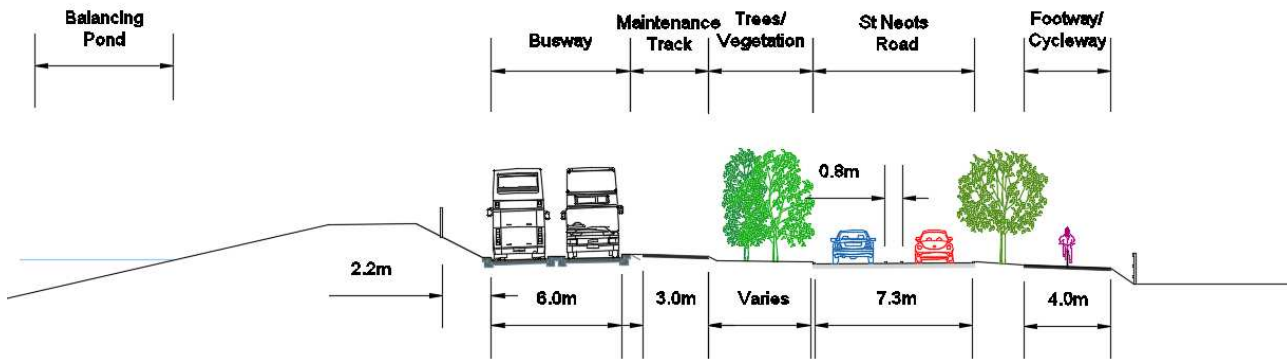 Balancing
Pond
Busway
Maintenance
Track
Trees/
Vegetation
St Neots
Road
Footway/
Cycleway
0.8m
2.2m
6.0m
3.0m
Varies
7.3m
4.0m